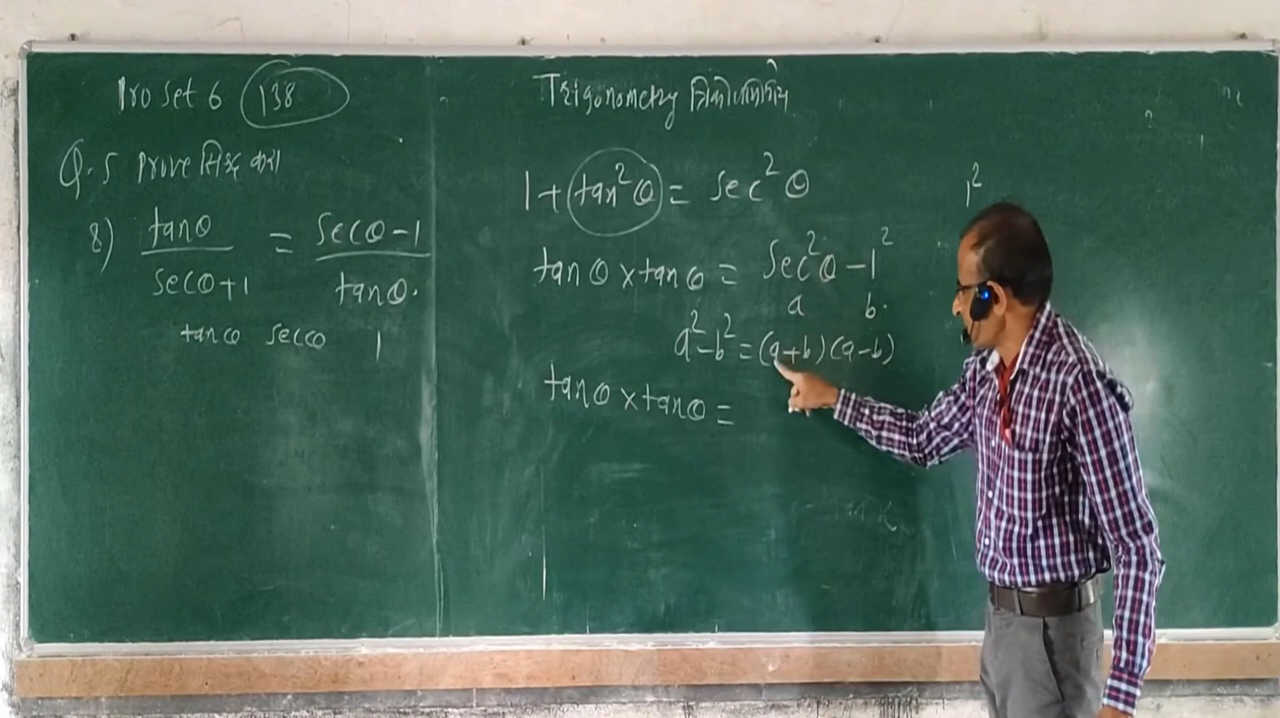 Pro Set 6 138
Q.5 Prove सिद्ध करा
8) tanθ / secθ+1 = secθ-1 / tanθ.
tanθ secθ 1
Trigonometry त्रिकोणमिती
1 + tan²θ = sec²θ
1²
tanθ × tanθ = sec²θ - 1²
a b.
a² - b² = (a+b)(a-b)
tanθ × tanθ =